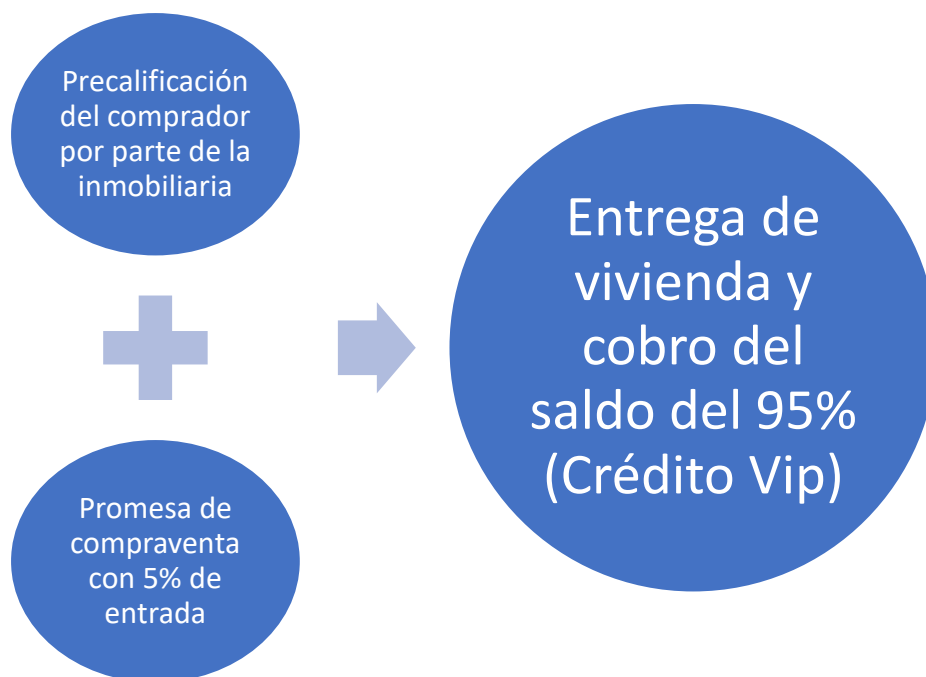 Precalificación
del comprador
por parte de la
inmobiliaria
Promesa de
compraventa
con 5% de
entrada
Entrega de
vivienda y
cobro del
saldo del 95%
(Crédito Vip)